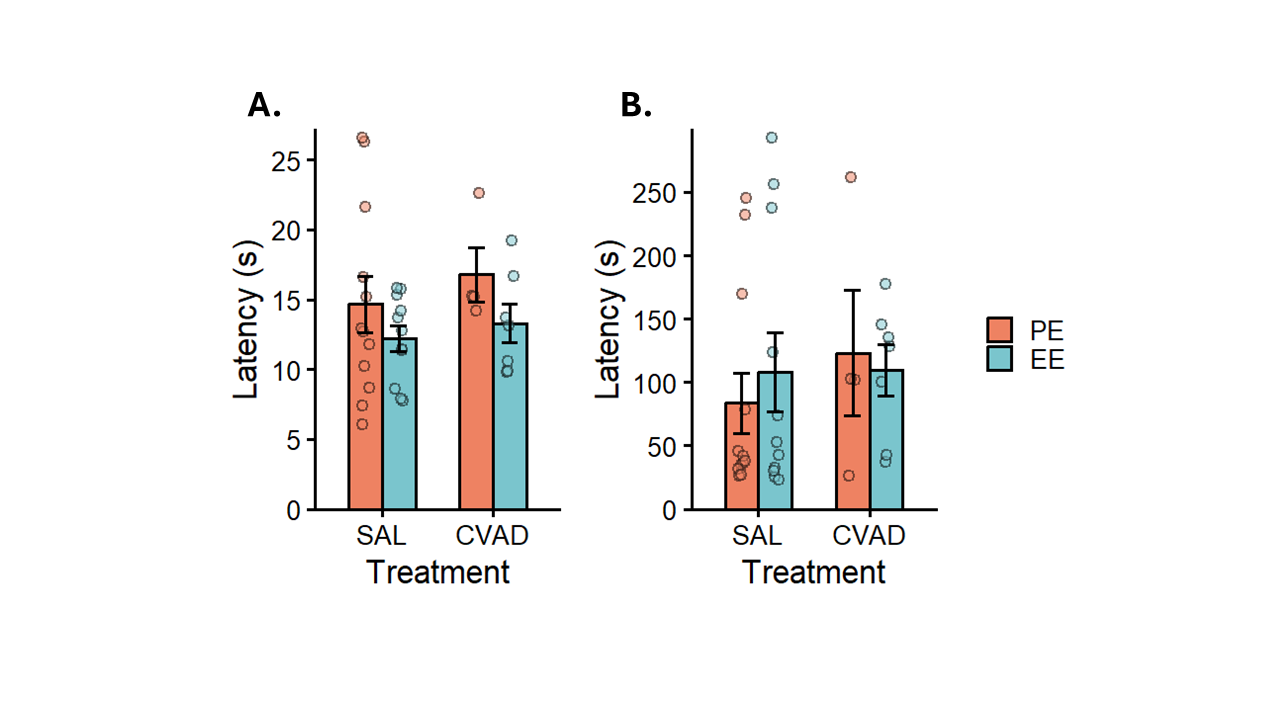 A.
Latency (s)
25
20
15
10
5
0
SAL CVAD
Treatment
B.
Latency (s)
250
200
150
100
50
0
SAL CVAD
Treatment
PE
EE